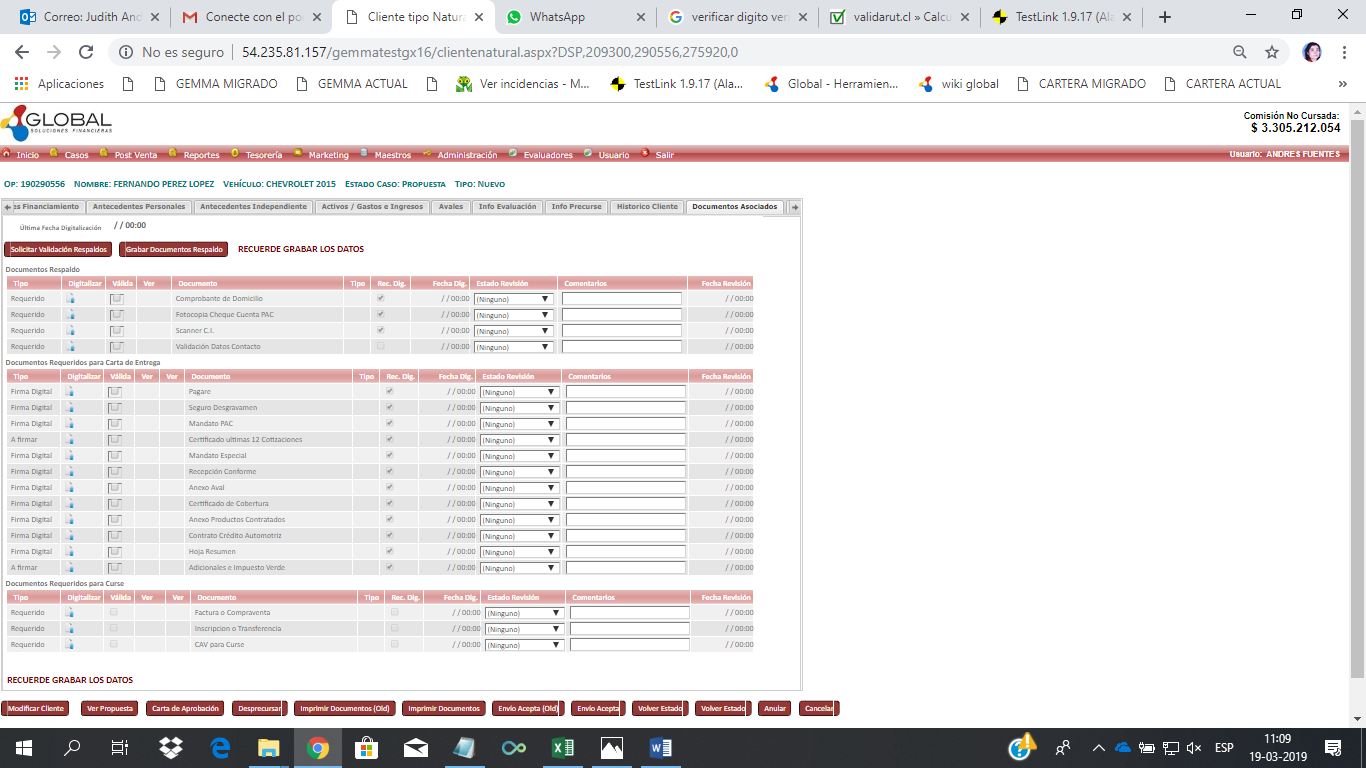 Correo: Judith And
Conecte con el po
Cliente tipo Natura
WhatsApp
verificar digito ver
validarut.cl » Calcu
TestLink 1.9.17 (Ala
No es seguro | 54.235.81.157/gemmatestgx16/clientenatural.aspx?DSP,209300,290556,275920,0
Aplicaciones
GEMMA MIGRADO
GEMMA ACTUAL
Ver incidencias - M...
TestLink 1.9.17 (Ala...
Global - Herramien...
wiki global
CARTERA MIGRADO
CARTERA ACTUAL
»
GLOBAL
SOLUCIONES FINANCIERAS
Comisión No Cursada:
$ 3.305.212.054
Inicio Casos Post Venta Reportes Tesorería Marketing Maestros Administración Evaluadores Usuario Salir Usuario: ANDRES FUENTES
OP: 190290556 NOMBRE: FERNANDO PEREZ LOPEZ VEHÍCULO: CHEVROLET 2015 ESTADO CASO: PROPUESTA TIPO: NUEVO
es Financiamiento Antecedentes Personales Antecedentes Independiente Activos / Gastos e Ingresos Avales Info Evaluación Info Precurse Historico Cliente Documentos Asociados
Última Fecha Digitalización / / 00:00
Solicitar Validación Respaldos Grabar Documentos Respaldo RECUERDE GRABAR LOS DATOS
Documentos Respaldo
Tipo Digitalizar Válida Ver Documento Tipo Rec. Dig. Fecha Dig. Estado Revisión Comentarios Fecha Revisión
Requerido Comprobante de Domicilio / / 00:00 (Ninguno) / / 00:00
Requerido Fotocopia Cheque Cuenta PAC / / 00:00 (Ninguno) / / 00:00
Requerido Scanner C.I. / / 00:00 (Ninguno) / / 00:00
Requerido Validación Datos Contacto / / 00:00 (Ninguno) / / 00:00
Documentos Requeridos para Carta de Entrega
Tipo Digitalizar Válida Ver Ver Documento Tipo Rec. Dig. Fecha Dig. Estado Revisión Comentarios Fecha Revisión
Firma Digital Pagare / / 00:00 (Ninguno) / / 00:00
Firma Digital Seguro Desgravamen / / 00:00 (Ninguno) / / 00:00
Firma Digital Mandato PAC / / 00:00 (Ninguno) / / 00:00
A firmar Certificado ultimas 12 Cotizaciones / / 00:00 (Ninguno) / / 00:00
Firma Digital Mandato Especial / / 00:00 (Ninguno) / / 00:00
Firma Digital Recepción Conforme / / 00:00 (Ninguno) / / 00:00
Firma Digital Anexo Aval / / 00:00 (Ninguno) / / 00:00
Firma Digital Certificado de Cobertura / / 00:00 (Ninguno) / / 00:00
Firma Digital Anexo Productos Contratados / / 00:00 (Ninguno) / / 00:00
Firma Digital Contrato Crédito Automotriz / / 00:00 (Ninguno) / / 00:00
Firma Digital Hoja Resumen / / 00:00 (Ninguno) / / 00:00
A firmar Adicionales e Impuesto Verde / / 00:00 (Ninguno) / / 00:00
Documentos Requeridos para Curse
Tipo Digitalizar Válida Ver Ver Documento Tipo Rec. Dig. Fecha Dig. Estado Revisión Comentarios Fecha Revisión
Requerido Factura o Compraventa / / 00:00 (Ninguno) / / 00:00
Requerido Inscripcion o Transferencia / / 00:00 (Ninguno) / / 00:00
Requerido CAV para Curse / / 00:00 (Ninguno) / / 00:00
RECUERDE GRABAR LOS DATOS
Modificar Cliente Ver Propuesta Carta de Aprobación Desprecursar Imprimir Documentos (Old) Imprimir Documentos Envío Acepta (Old) Envío Acepta Volver Estado Volver Estado Anular Cancelar
ESP
11:09
19-03-2019